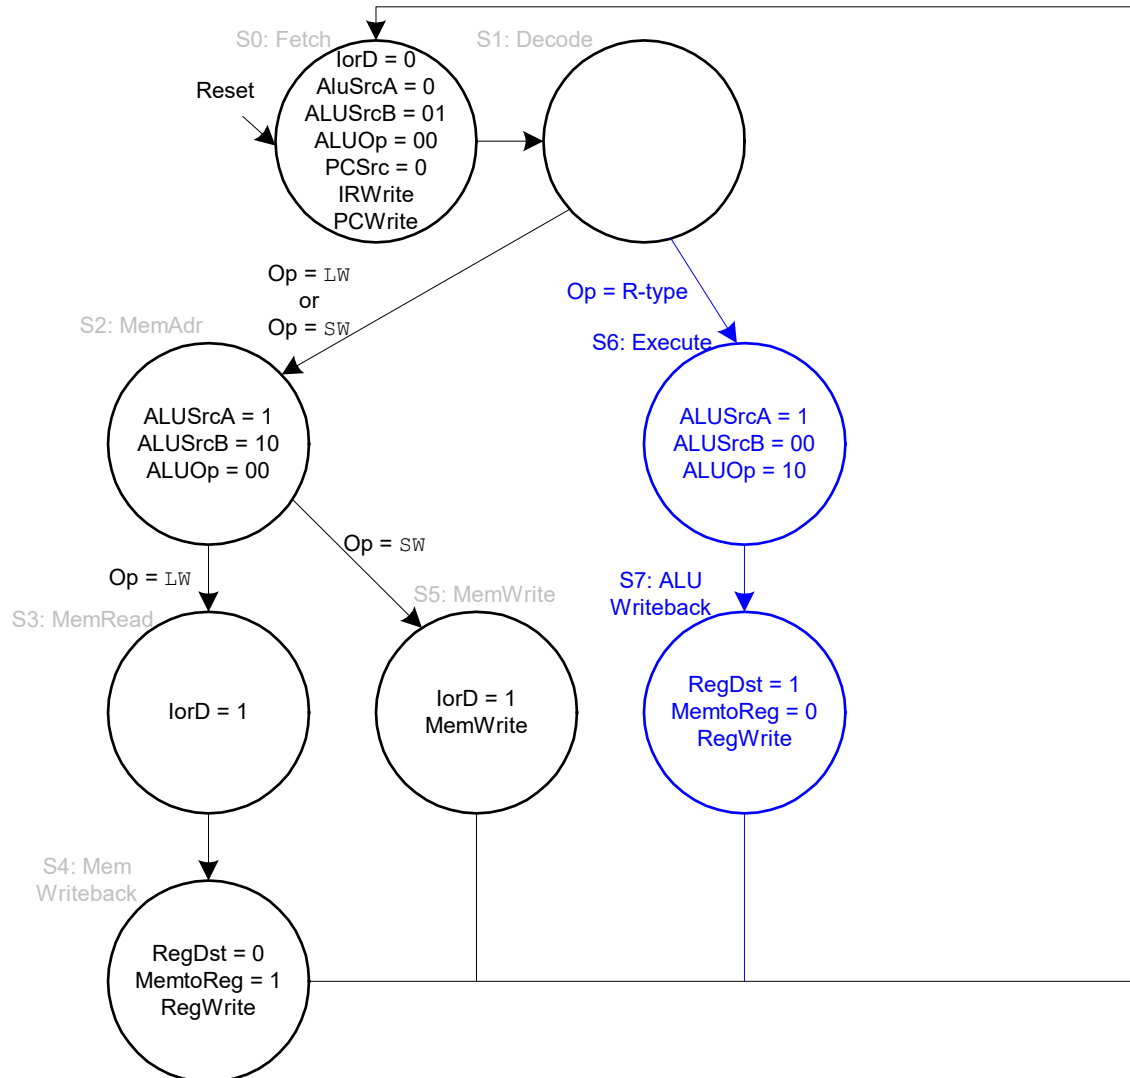 S0: Fetch
S1: Decode
Reset
IorD = 0
AluSrcA = 0
ALUSrcB = 01
ALUOp = 00
PCSrc = 0
IRWrite
PCWrite
Op = LW
or
Op = SW
Op = R-type
S2: MemAdr
S6: Execute
ALUSrcA = 1
ALUSrcB = 10
ALUOp = 00
ALUSrcA = 1
ALUSrcB = 00
ALUOp = 10
Op = SW
Op = LW
S7: ALU
Writeback
S5: MemWrite
S3: MemRead
IorD = 1
IorD = 1
MemWrite
RegDst = 1
MemtoReg = 0
RegWrite
S4: Mem
Writeback
RegDst = 0
MemtoReg = 1
RegWrite